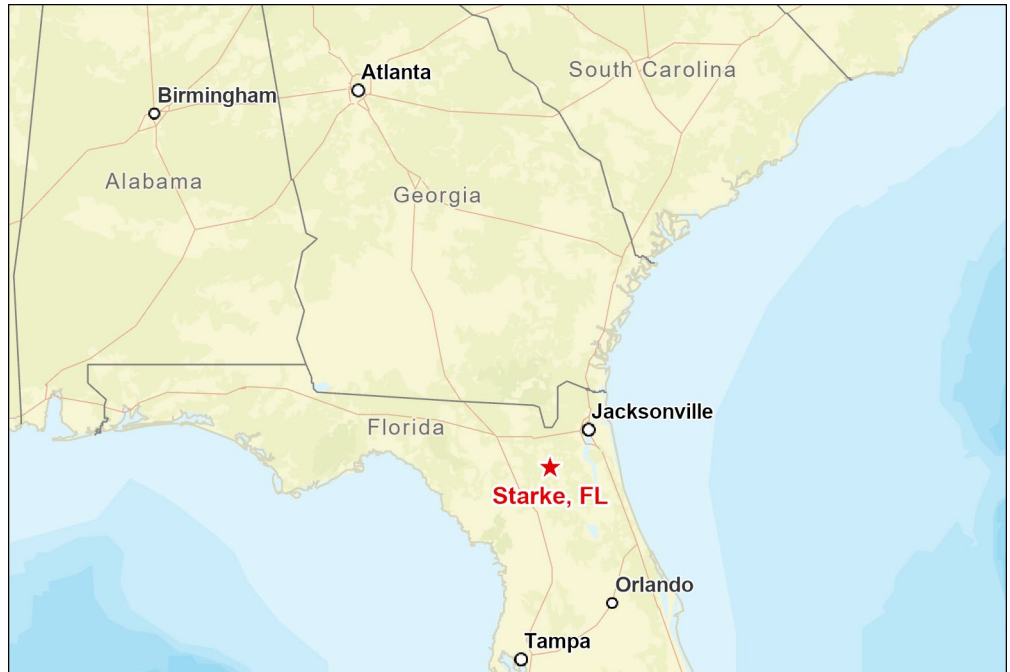 Atlanta
South Carolina
Birmingham
Alabama
Georgia
Jacksonville
Florida
Starke, FL
Orlando
Tampa